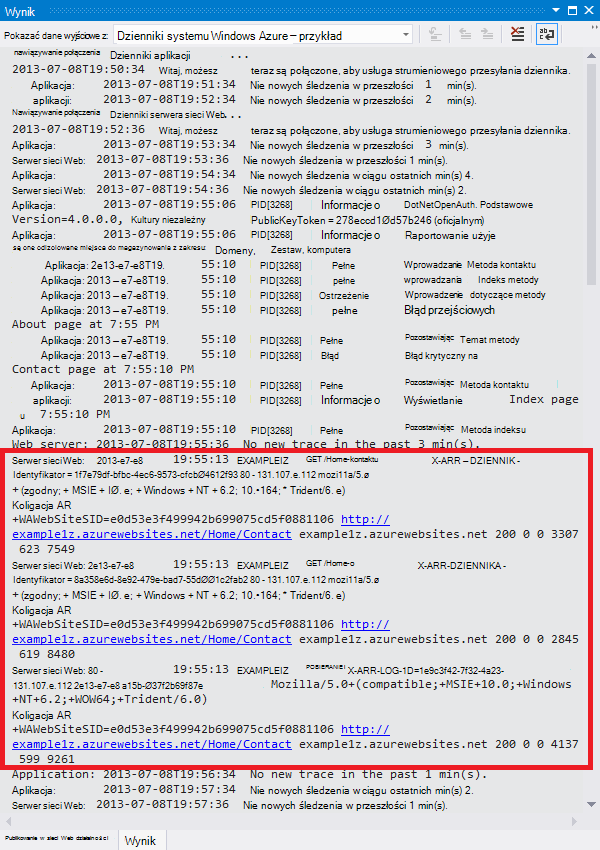 Wynik
Pokazać dane wyjściowe z: Dzienniki systemu Windows Azure – przykład
nawiązywanie połączenia Dzienniki aplikacji ...
2013-07-08T19:50:34 Witaj, możesz teraz są połączone, aby usługa strumieniowego przesyłania dziennika.
Aplikacja: 2013-07-08T19:51:34 Nie nowych śledzenia w przeszłości 1 min(s).
aplikacji: 2013-07-08T19:52:34 Nie nowych śledzenia w przeszłości 2 min(s).
Nawiązywanie połączenia Dzienniki serwera sieci Web...
2013-07-08T19:52:36 Witaj, możesz teraz są połączone, aby usługa strumieniowego przesyłania dziennika.
Aplikacja: 2013-07-08T19:53:34 Nie nowych śledzenia w przeszłości 3 min(s).
Serwer sieci Web: 2013-07-08T19:53:36 Nie nowych śledzenia w przeszłości 1 min(s).
Aplikacja: 2013-07-08T19:54:34 Nie nowych śledzenia w ciągu ostatnich min(s) 4.
Serwer sieci Web: 2013-07-08T19:54:36 Nie nowych śledzenia w ciągu ostatnich min(s) 2.
Aplikacja: 2013-07-08T19:55:06 PID[3268] Informacje o DotNetOpenAuth. Podstawowe
Version=4.0.0.0, Kultury niezależny PublicKeyToken = 278eccd1Ød57b246 (oficjalnym)
Aplikacja: 2013-07-08T19:55:06 PID[3268] Informacje o Raportowanie użyje
są one odizolowane miejsca do magazynowania z zakresu: Domeny, Zestaw, komputera
Aplikacja: 2e13-e7-e8T19. 55:10 PID[3268] Pełne Wprowadzanie Metoda kontaktu
Aplikacja: 2013 – e7-e8T19. 55:10 PID[3268] pełne wprowadzania Indeks metody
Aplikacja: 2013 – e7-e8T19. 55:10 PID[3268] Ostrzeżenie Wprowadzenie dotyczące metody
Aplikacja: 2013 – e7-e8T19. 55:10 PID[3268] pełne Błąd przejściowych
About page at 7:55 PM
Aplikacja: 2013 – e7-e8T19. 55:10 PID[3268] Pełne Pozostawiając Temat metody
Aplikacja: 2013 – e7-e8T19. 55:10 PID[3268] Błąd Błąd krytyczny na
Contact page at 7:55:10 PM
Aplikacja: 2013-07-08T19:55:10 PID[3268] Pełne Pozostawiając Metoda kontaktu
aplikacji: 2013-07-08T19:55:10 PID[3268] Informacje o Wyświetlanie Index page
u 7:55:10 PM
Aplikacja: 2013-07-08T19:55:10 PID[3268] Pełne Pozostawiając Metoda indeksu
Web server: 2013-07-08T19:55:36 No new trace in the past 3 min(s).
Serwer sieci Web: 2013-e7-e8 19:55:13 EXAMPLEIZ GET /Home-kontaktu X-ARR – DZIENNIK -
Identyfikator = 1f7e79df-bfbc-4ec6-9573-cfcbØ4612f93 80 - 131.107.e.112 mozi11a/5.ø
+ (zgodny; + MSIE + IØ. e; + Windows + NT + 6.2; 10.•164; * Trident/6. e)
Koligacja AR
+WAWebSiteSID=e0d53e3f499942b699075cd5f0881106 http://
example1z.azurewebsites.net/Home/Contact example1z.azurewebsites.net 200 0 0 3307
623 7549
Serwer sieci Web: 2e13-e7-e8 19:55:13 EXAMPLEIZ GET /Home-o X-ARR-DZIENNIKA -
Identyfikator = 8a358e6d-8e92-479e-bad7-55dØØ1c2fab2 80 - 131.107.e.112 mozi11a/5.ø
+ (zgodny; + MSIE + IØ. e; + Windows + NT + 6.2; 10.•164; * Trident/6. e)
Koligacja AR
+WAWebSiteSID=e0d53e3f499942b699075cd5f0881106 http://
example1z.azurewebsites.net/Home/Contact example1z.azurewebsites.net 200 0 0 2845
619 8480
Serwer sieci Web: 80 - 19:55:13 EXAMPLEIZ POBIERANIE/ X-ARR-LOG-1D=1e9c3f42-7f32-4a23-
131.107.e.112 2e13-e7-e8 a15b-Ø37f2b69f87e Mozilla/5.0+(compatible;+MSIE+10.0;+Windows
+NT+6.2;+WOW64;+Trident/6.0)
Koligacja AR
+WAWebSiteSID=e0d53e3f499942b699075cd5f0881106 http://
example1z.azurewebsites.net/Home/Contact example1z.azurewebsites.net 200 0 0 4137
599 9261
Application: 2013-07-08T19:56:34 No new trace in the past 1 min(s).
Aplikacja: 2013-07-08T19:57:34 Nie nowych śledzenia w ciągu ostatnich min(s) 2.
Serwer sieci Web: 2013-07-08T19:57:36 Nie nowych śledzenia w przeszłości 1 min(s).
Publikowanie w sieci Web działalności Wynik